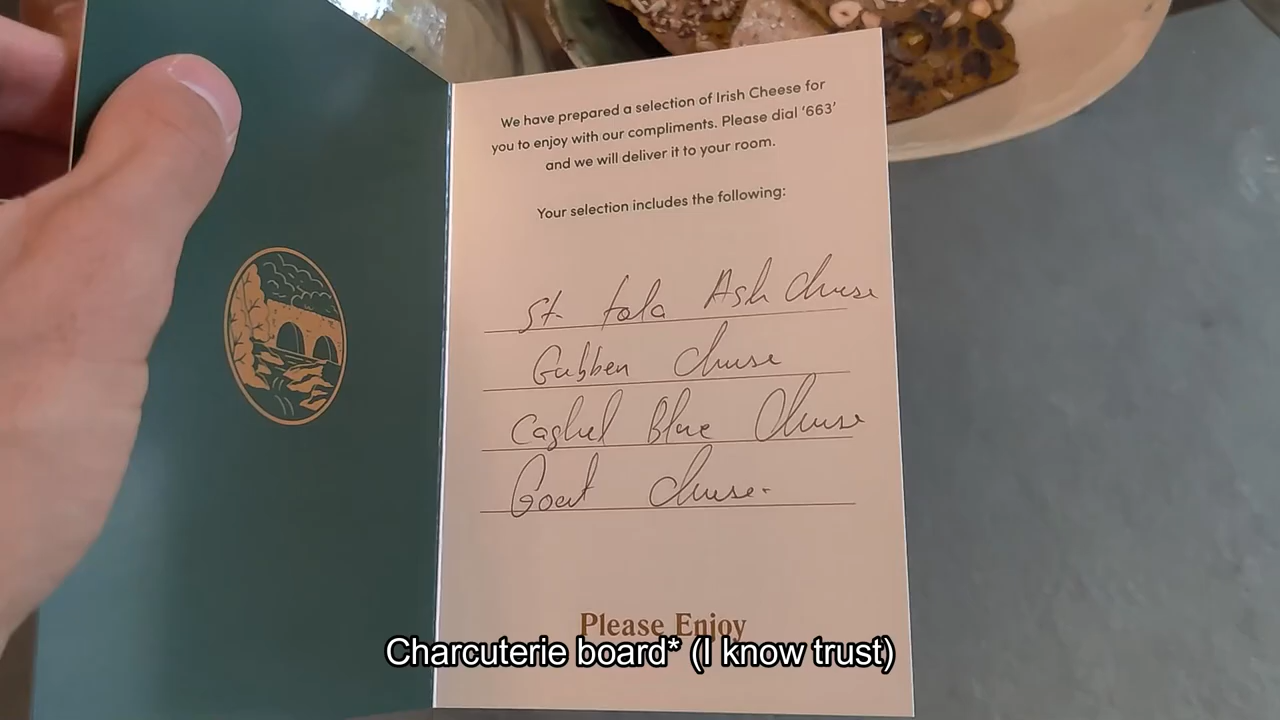 We have prepared a selection of Irish Cheese for
you to enjoy with our compliments. Please dial ‘663’
and we will deliver it to your room.
Your selection includes the following:
St. tola Ash Cheese
Gubben Cheese
Cashel Blue Cheese
Goat Cheese.
Please Enjoy
Charcuterie board* (I know trust)